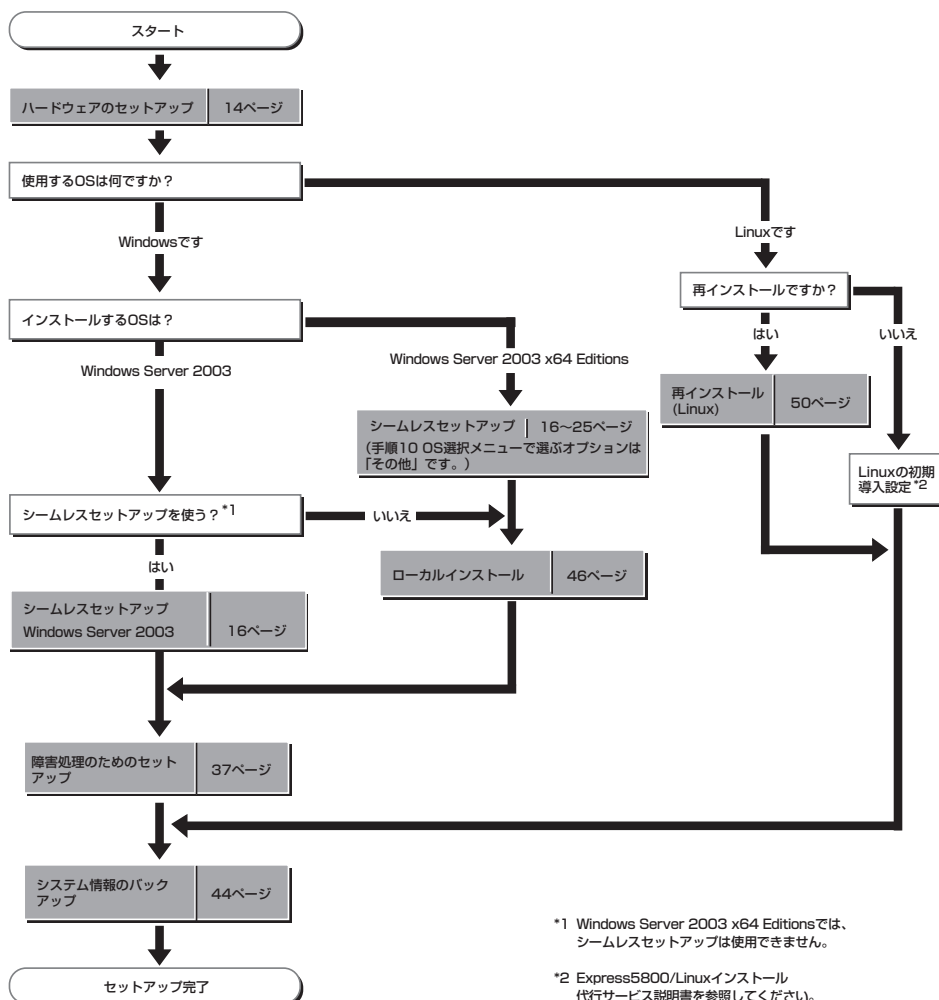 スタート
ハードウェアのセットアップ 14ページ
使用するOSは何ですか？
Windowsです
Linuxです
再インストールですか？
インストールするOSは？
はい
いいえ
Windows Server 2003 x64 Editions
Windows Server 2003
再インストール
(Linux)
50ページ
シームレスセットアップ 16～25ページ
（手順10 OS選択メニューで選ぶオプションは
「その他」です。）
Linuxの初期
導入設定*2
シームレスセットアップを使う？*1
いいえ
はい
ローカルインストール 46ページ
シームレスセットアップ
Windows Server 2003 16ページ
障害処理のためのセット
アップ
37ページ
システム情報のバック
アップ
44ページ
セットアップ完了
*1 Windows Server 2003 x64 Editionsでは、
シームレスセットアップは使用できません。
*2 Express5800/Linuxインストール
代行サービス説明書を参照してください。